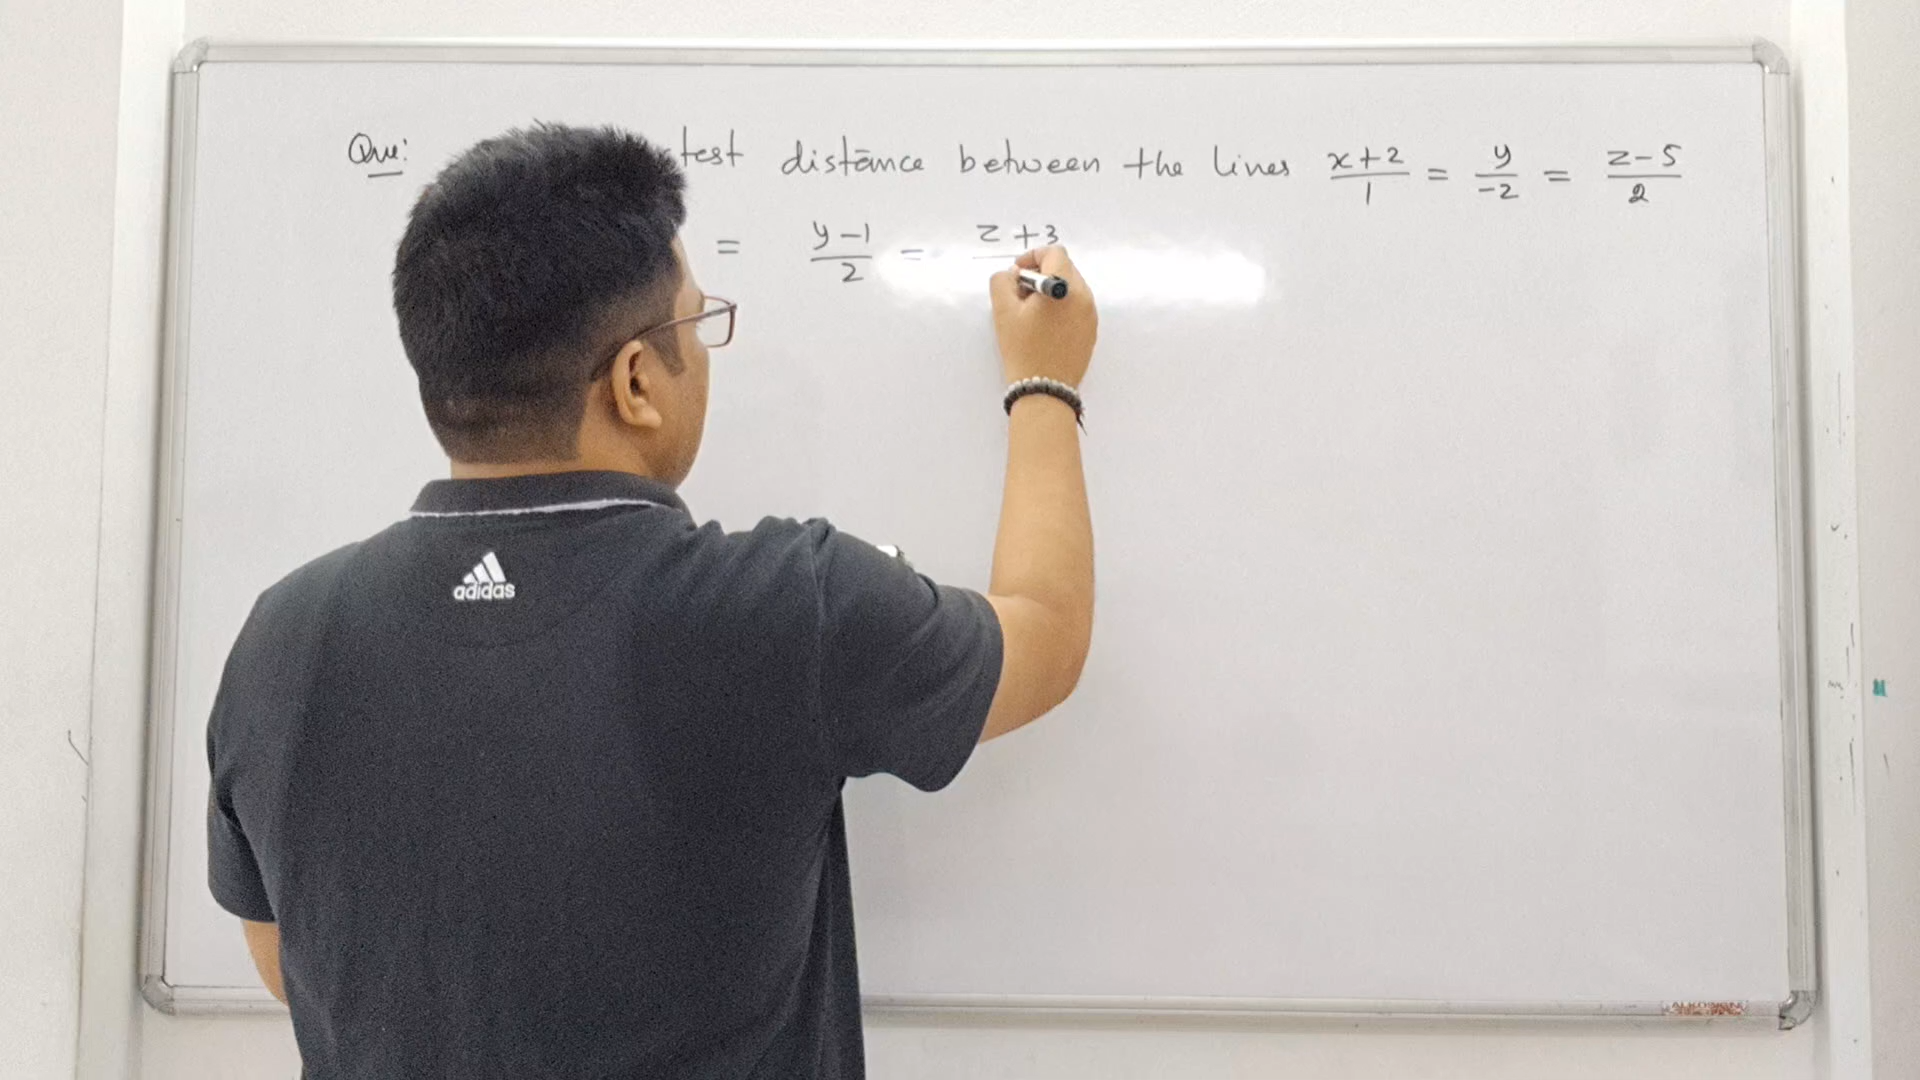 Que: test distance between the lines x+2/1 = y/-2 = z-5/2
= y-1/2 = z+3
adidas